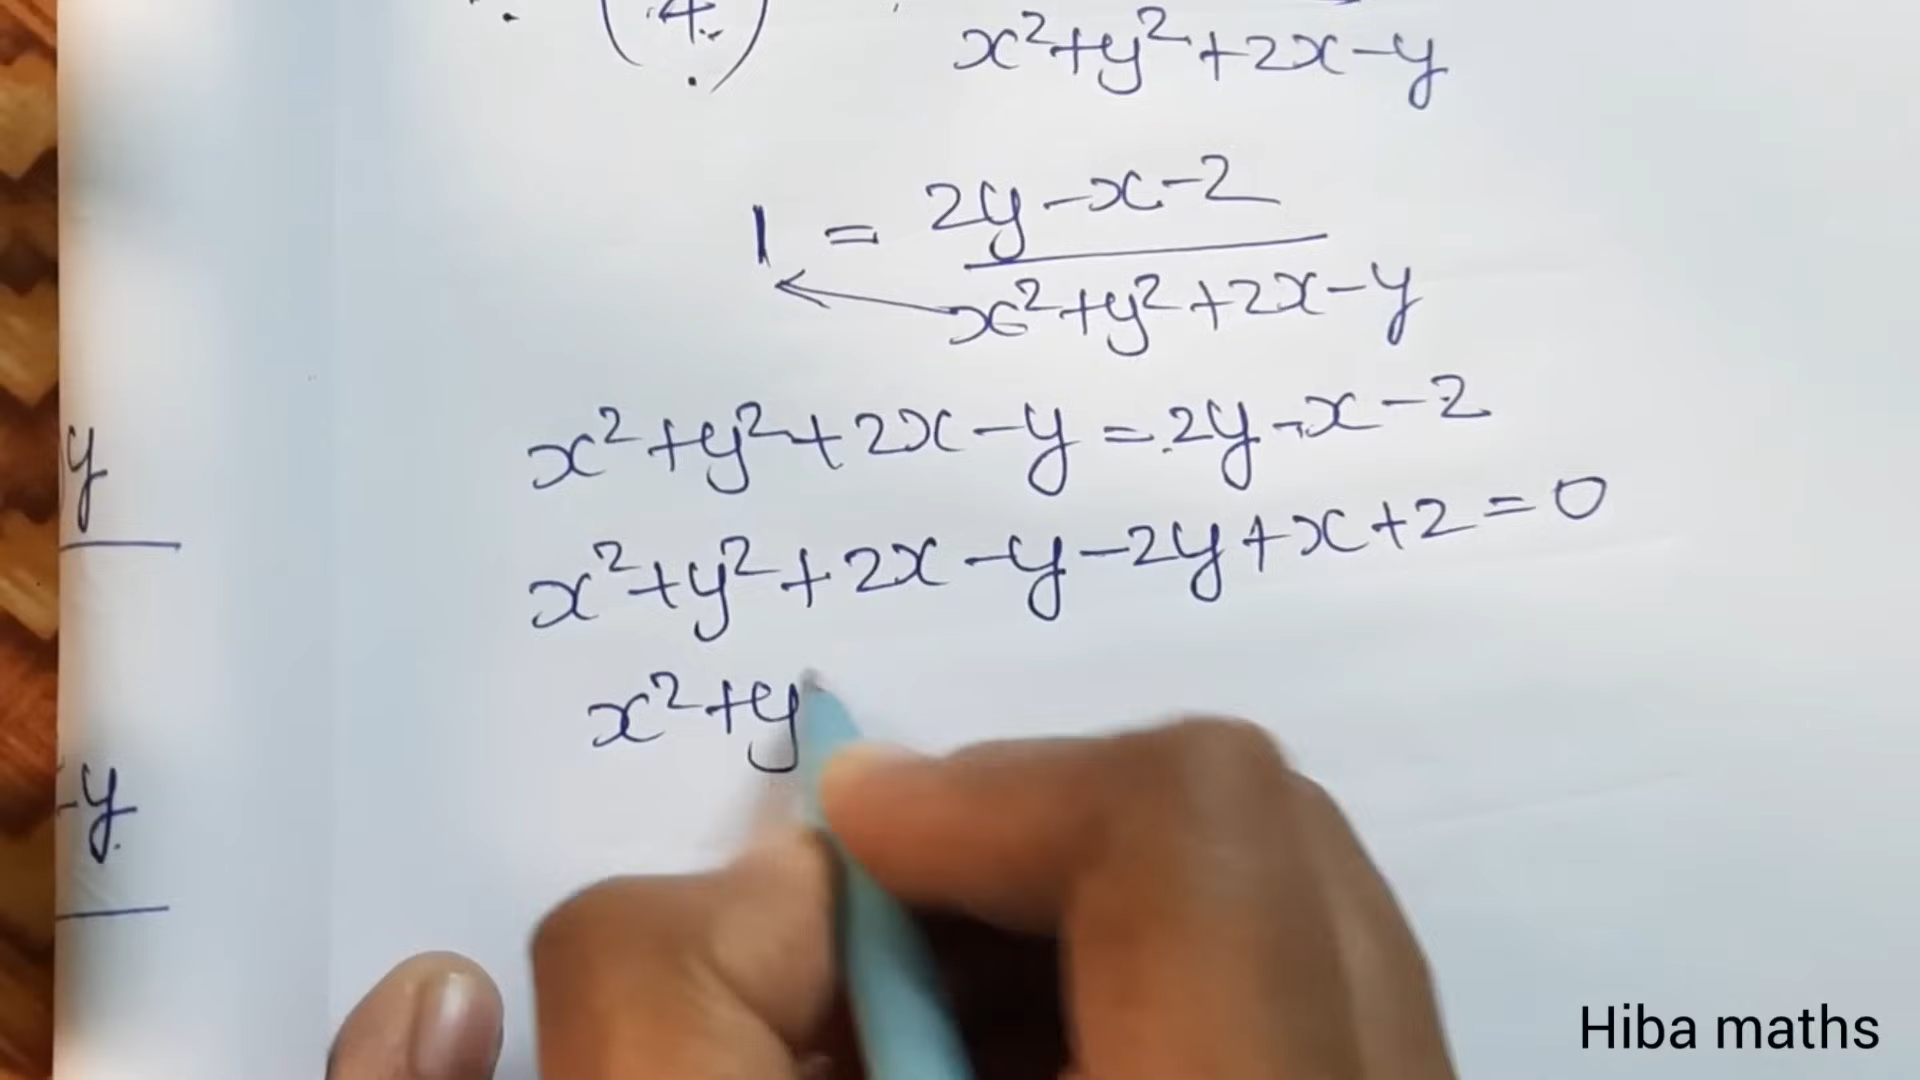 (4)
x²+y²+2x-y
1 = 2y-x-2
x²+y²+2x-y
x²+y²+2x-y=2y-x-2
x²+y²+2x-y-2y+x+2=0
x²+y
y
-y
Hiba maths